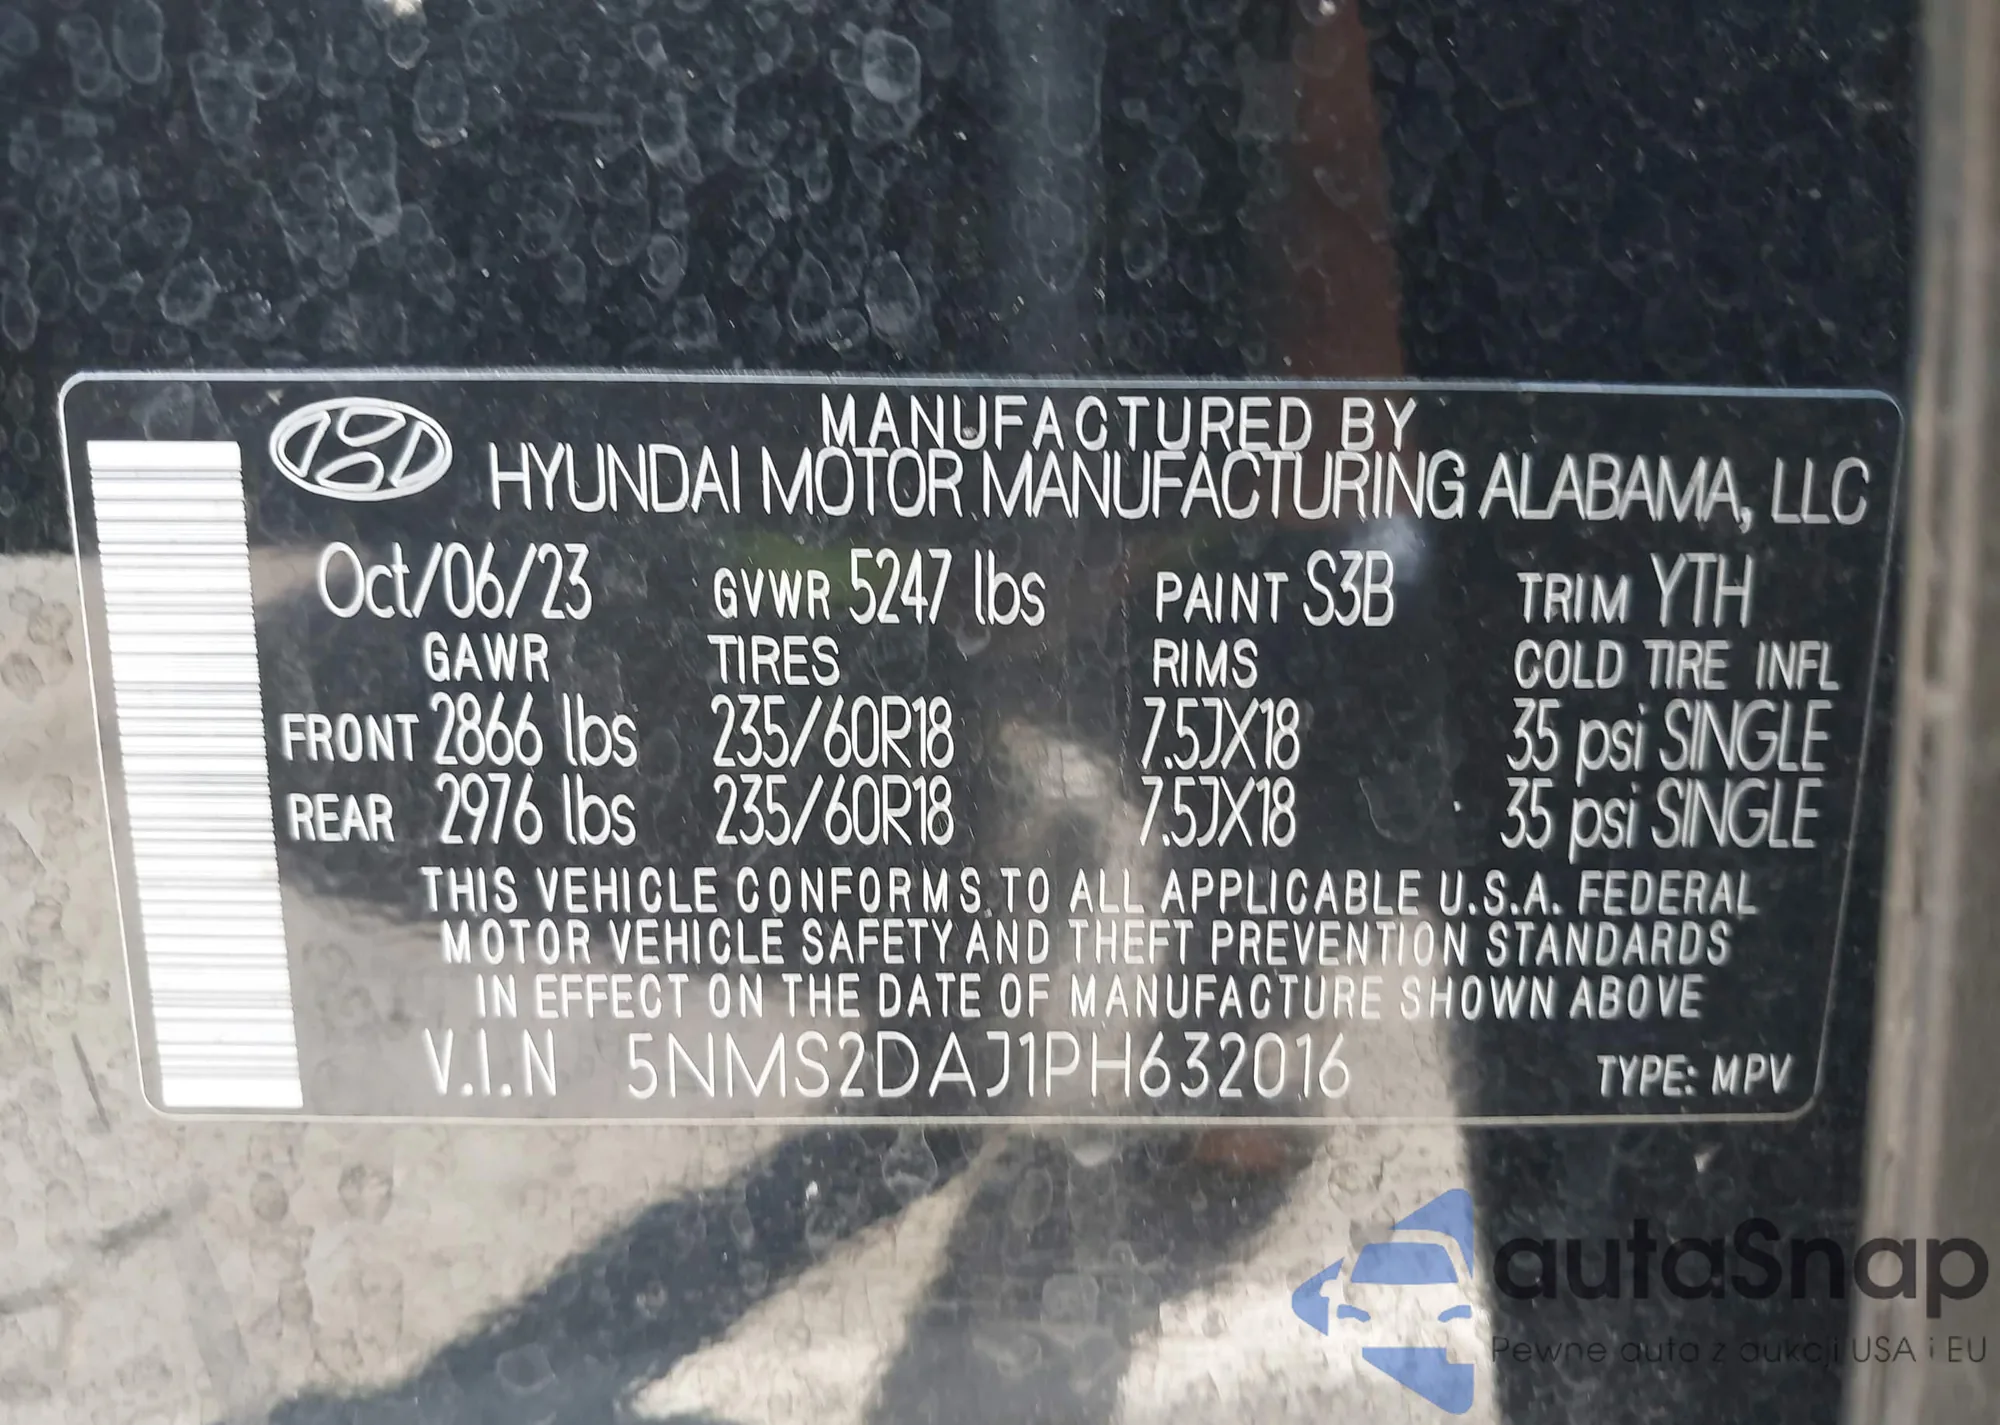 MANUFACTURED BY
HYUNDAI MOTOR MANUFACTURING ALABAMA, LLC
Oct/06/23 GVWR 5247 lbs PAINT S3B TRIM YTH
GAWR TIRES RIMS COLD TIRE INFL
FRONT 2866 lbs 235/60R18 7.5JX18 35 psi SINGLE
REAR 2976 lbs 235/60R18 7.5JX18 35 psi SINGLE
THIS VEHICLE CONFORMS TO ALL APPLICABLE U.S.A. FEDERAL
MOTOR VEHICLE SAFETY AND THEFT PREVENTION STANDARDS
IN EFFECT ON THE DATE OF MANUFACTURE SHOWN ABOVE
V.I.N 5NMS2DAJ1PH632016 TYPE: MPV
autaSnap
Pewne auta z aukcji USA i EU